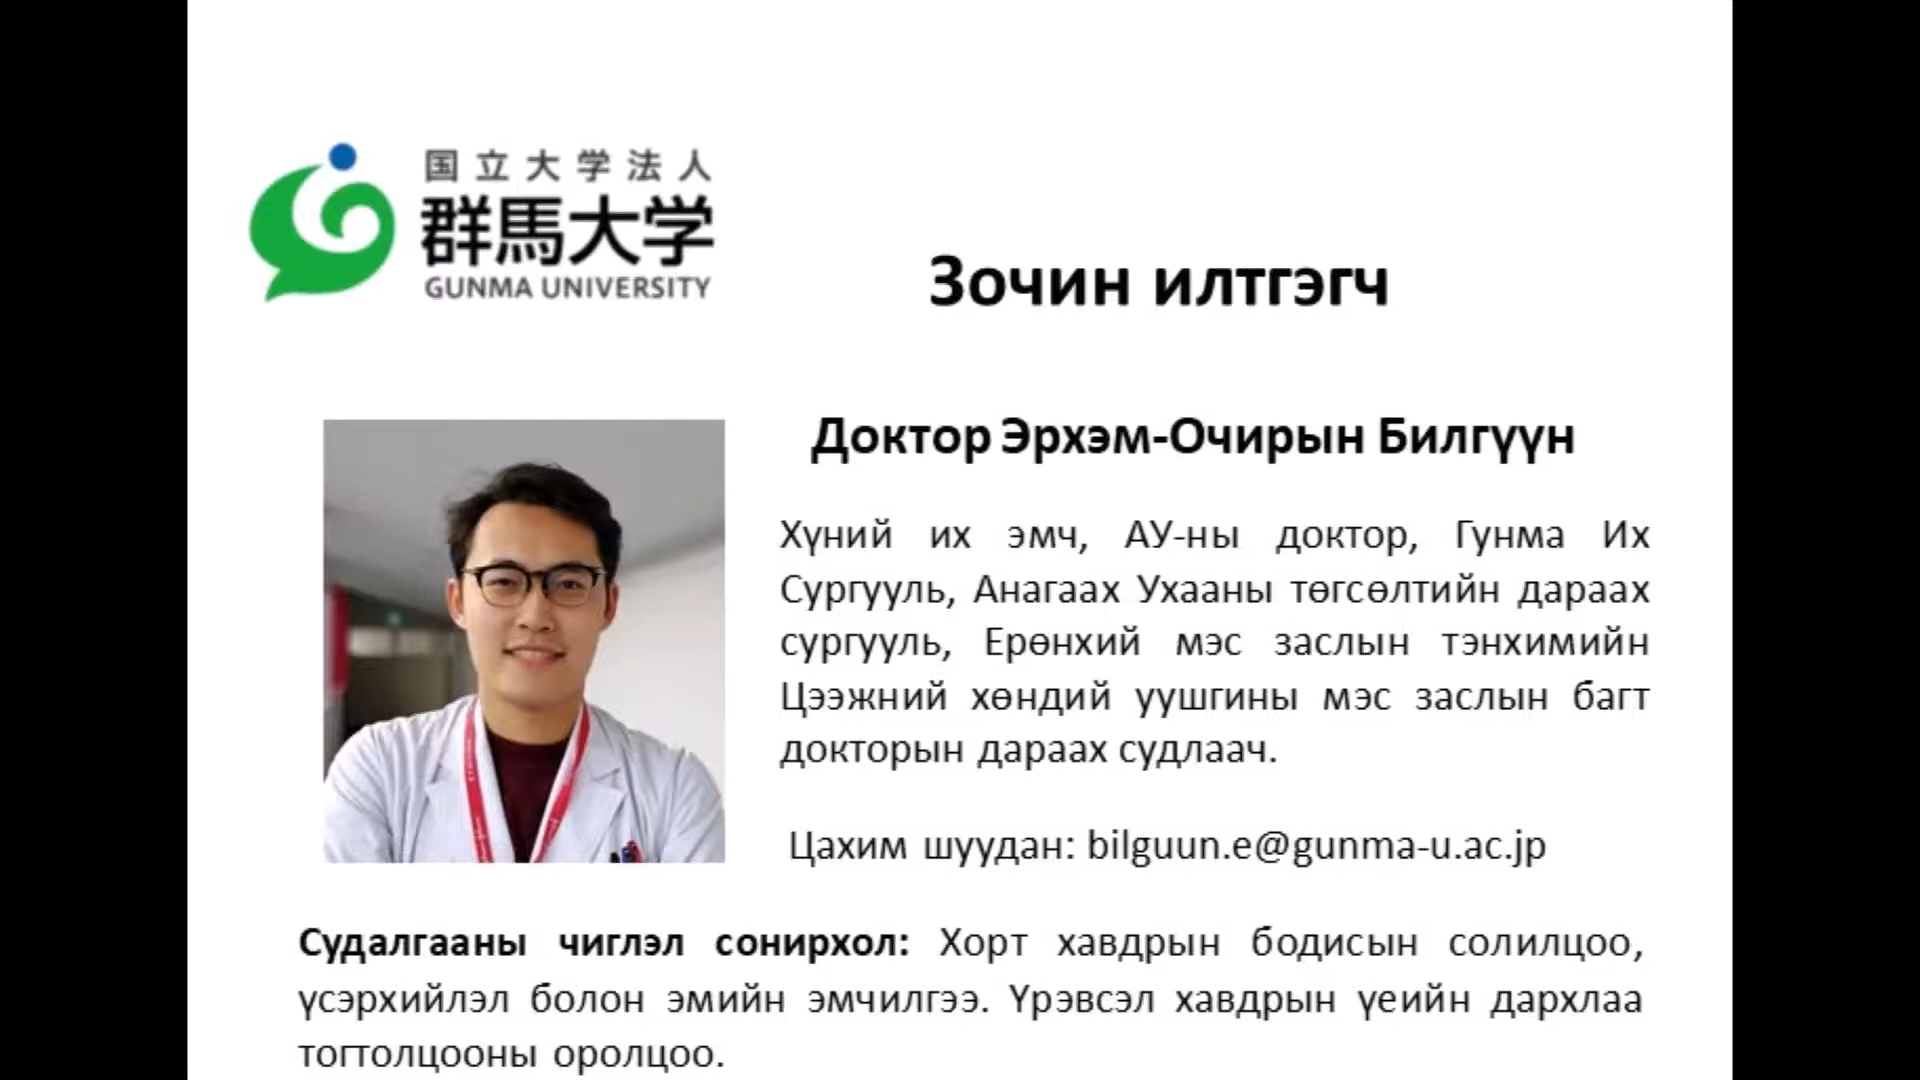 国立大学法人
群馬大学
GUNMA UNIVERSITY
Зочин илтгэгч
Доктор Эрхэм-Очирын Билгүүн
Хүний их эмч, АУ-ны доктор, Гунма Их
Сургууль, Анагаах Ухааны төгсөлтийн дараах
сургууль, Ерөнхий мэс заслын тэнхимийн
Цээжний хөндий уушгины мэс заслын багт
докторын дараах судлаач.
Цахим шуудан: bilguun.e@gunma-u.ac.jp
Судалгааны чиглэл сонирхол: Хорт хавдрын бодисын солилцоо,
үсэрхийлэл болон эмийн эмчилгээ. Үрэвсэл хавдрын үеийн дархлаа
тогтолцооны оролцоо.